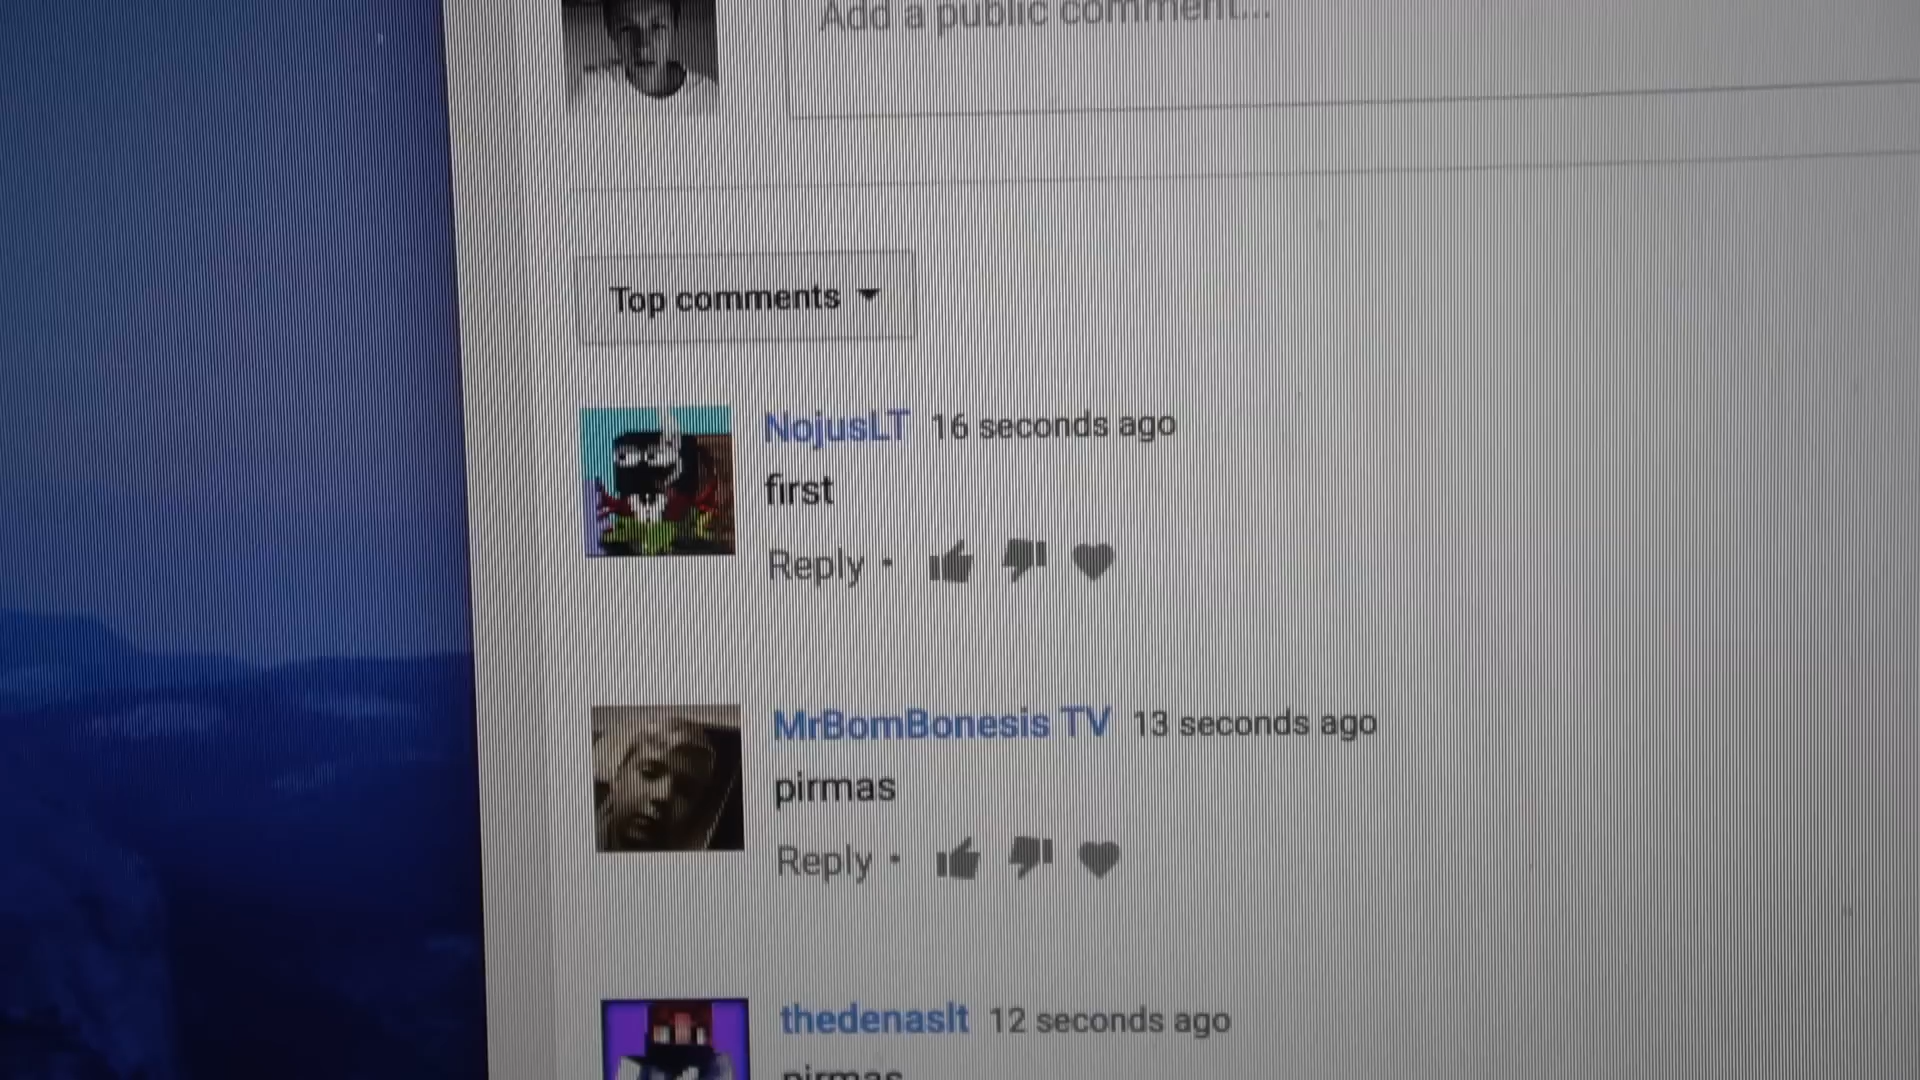 Add a public comment...
Top comments
NojusLT 16 seconds ago
first
Reply •
MrBomBonesis TV 13 seconds ago
pirmas
Reply •
thedenaslt 12 seconds ago
pirmas